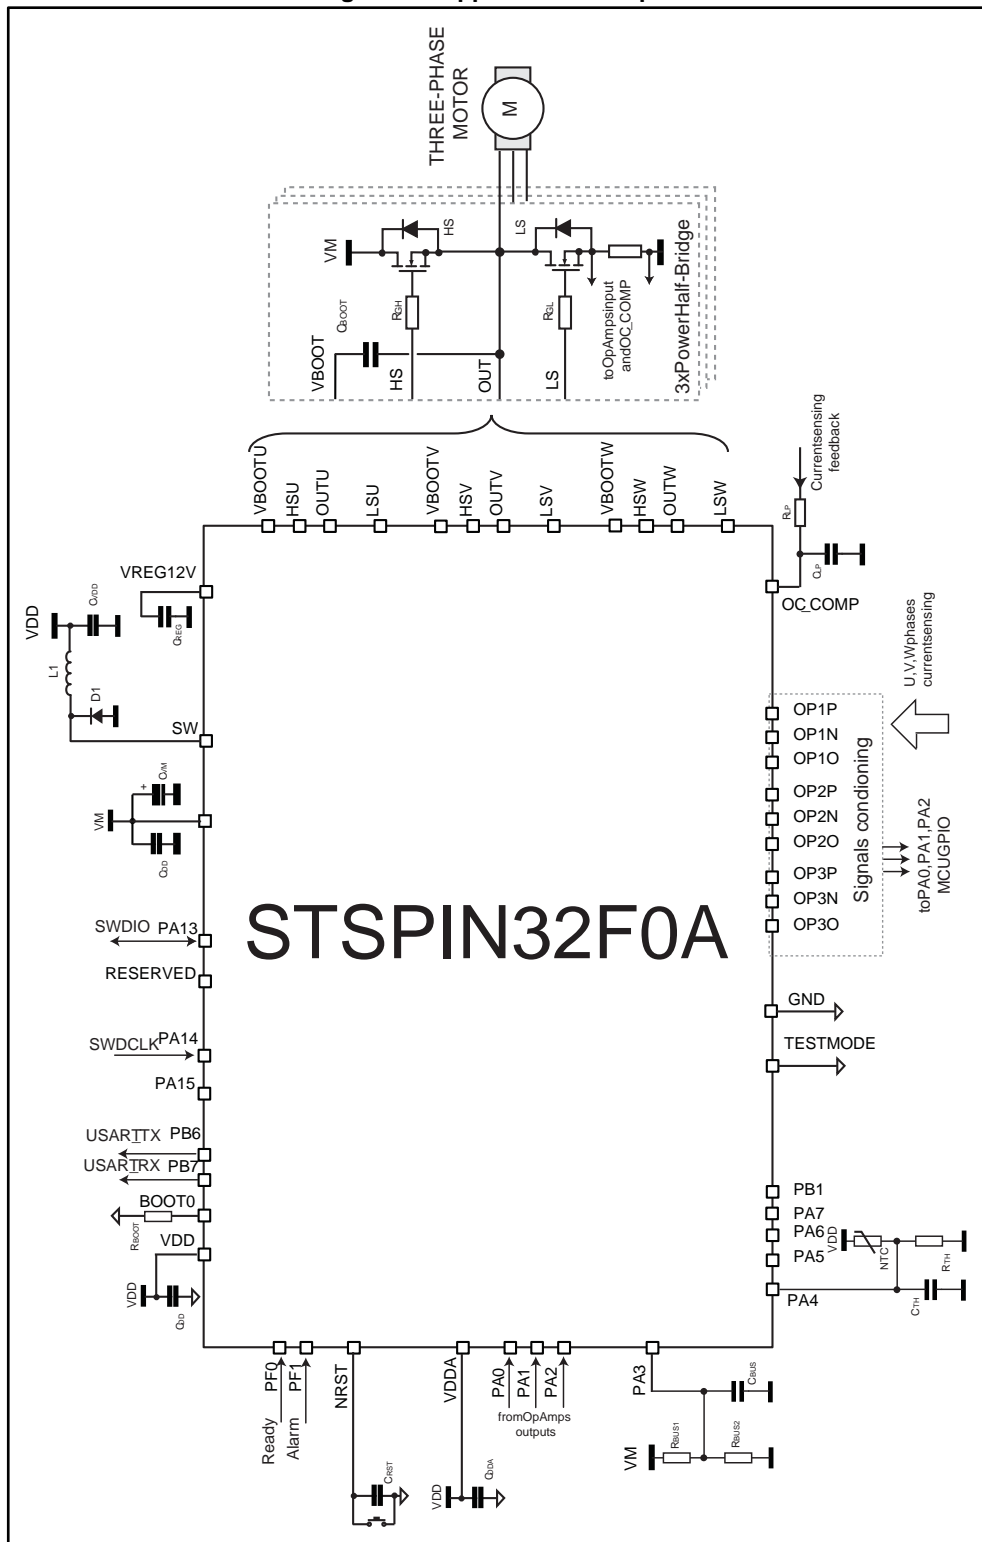 THREE-PHASE
MOTOR
M
VM
HS
LS
CBOOT
RGH
RGL
VBOOT
HS
OUT
LS
toOpAmpsinput
andOC_COMP
3xPowerHalf-Bridge
VBOOTU
HSU
OUTU
LSU
VBOOTV
HSV
OUTV
LSV
VBOOTW
HSW
OUTW
LSW
Currentsensing
feedback
RLP
CLP
OC_COMP
VREG12V
CREG
VDD
CVDD
L1
D1
SW
VM
CVM
+
CDD
U,V,Wphases
currentsensing
OP1P
OP1N
OP1O
OP2P
OP2N
OP2O
OP3P
OP3N
OP3O
Signals condioning
toPA0,PA1,PA2
MCUGPIO
STSPIN32F0A
SWDIO PA13
RESERVED
SWDCLK PA14
PA15
USART_TX PB6
USART_RX PB7
BOOT0
RBOOT
VDD
VDD
CDD
GND
TESTMODE
PB1
PA7
PA6
PA5
PA4
VDD
NTC
RTH
CTH
PF0
PF1
Ready
Alarm
NRST
CRST
VDDA
VDD
CDDA
PA0
PA1
PA2
fromOpAmps
outputs
PA3
CBUS
VM
RBUS1
RBUS2